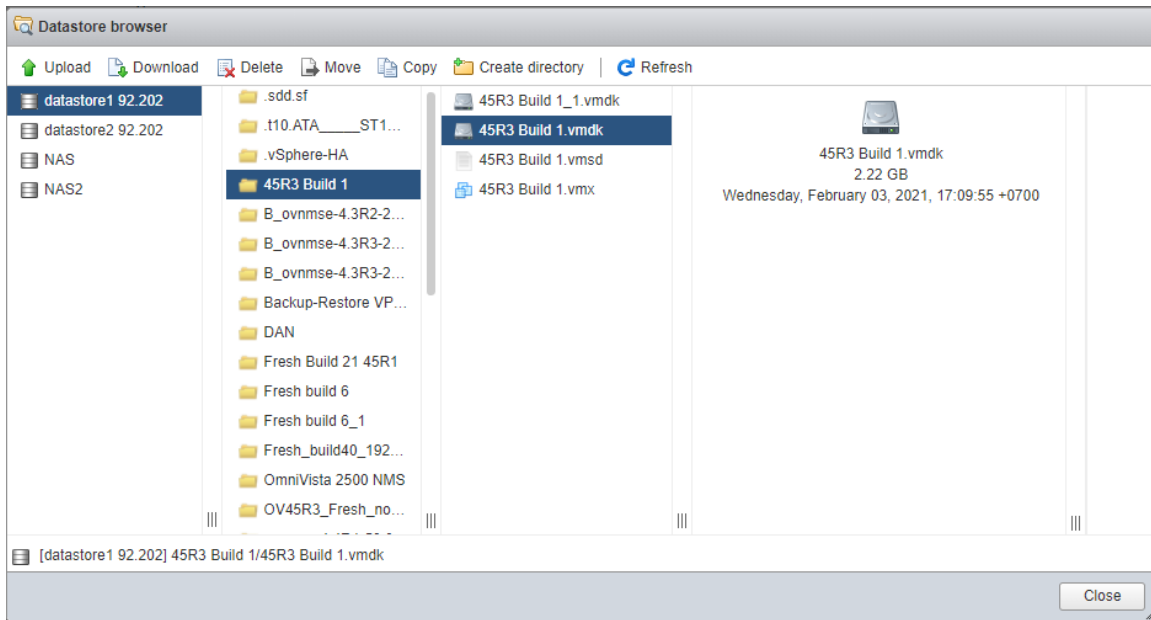 Datastore browser
Upload Download Delete Move Copy Create directory Refresh
datastore1 92.202
datastore2 92.202
NAS
NAS2
.sdd.sf
.t10.ATA_____ST1...
.vSphere-HA
45R3 Build 1
B_ovnmse-4.3R2-2...
B_ovnmse-4.3R3-2...
B_ovnmse-4.3R3-2...
Backup-Restore VP...
DAN
Fresh Build 21 45R1
Fresh build 6
Fresh build 6_1
Fresh_build40_192...
OmniVista 2500 NMS
OV45R3_Fresh_no...
45R3 Build 1_1.vmdk
45R3 Build 1.vmdk
45R3 Build 1.vmsd
45R3 Build 1.vmx
45R3 Build 1.vmdk
2.22 GB
Wednesday, February 03, 2021, 17:09:55 +0700
[datastore1 92.202] 45R3 Build 1/45R3 Build 1.vmdk
Close